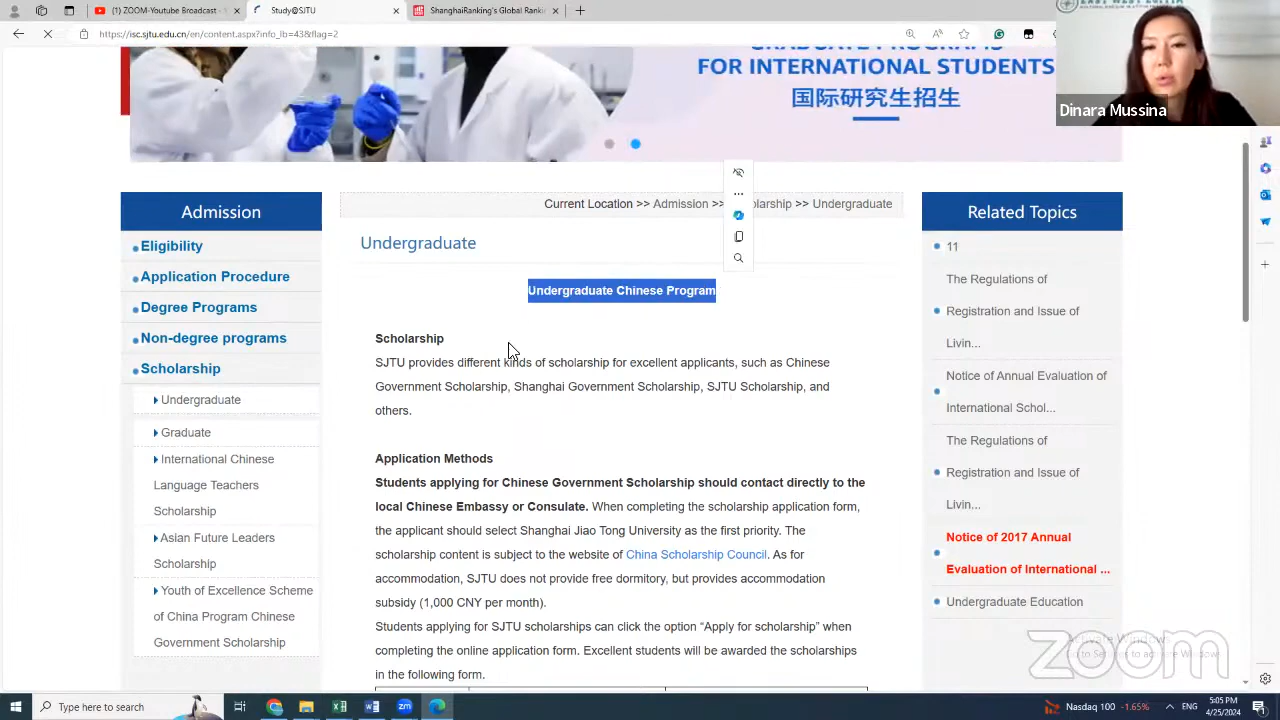 (1) ZOOM-Youtube Broadcast -
Study@SJTU
ShanghaiRanking's Global Rankin
https://isc.sjtu.edu.cn/en/content.aspx?info_lb=43&flag=2
FOR INTERNATIONAL STUDENTS
国际研究生招生
Dinara Mussina
Admission
Eligibility
Application Procedure
Degree Programs
Non-degree programs
Scholarship
Undergraduate
Graduate
International Chinese
Language Teachers
Scholarship
Asian Future Leaders
Scholarship
Youth of Excellence Scheme
of China Program Chinese
Government Scholarship
Current Location >> Admission >> olarship >> Undergraduate
Undergraduate
Undergraduate Chinese Program
Scholarship
SJTU provides different kinds of scholarship for excellent applicants, such as Chinese
Government Scholarship, Shanghai Government Scholarship, SJTU Scholarship, and
others.
Application Methods
Students applying for Chinese Government Scholarship should contact directly to the
local Chinese Embassy or Consulate. When completing the scholarship application form,
the applicant should select Shanghai Jiao Tong University as the first priority. The
scholarship content is subject to the website of China Scholarship Council. As for
accommodation, SJTU does not provide free dormitory, but provides accommodation
subsidy (1,000 CNY per month).
Students applying for SJTU scholarships can click the option “Apply for scholarship” when
completing the online application form. Excellent students will be awarded the scholarships
in the following form.
Related Topics
11
The Regulations of
Registration and Issue of
Livin...
Notice of Annual Evaluation of
International Schol...
The Regulations of
Registration and Issue of
Livin...
Notice of 2017 Annual
Evaluation of International ...
Undergraduate Education
Activate Windows
Go to Settings to activate Windows.
zoom
Type here to search
Nasdaq 100 -1.65%
ENG
5:05 PM
4/25/2024